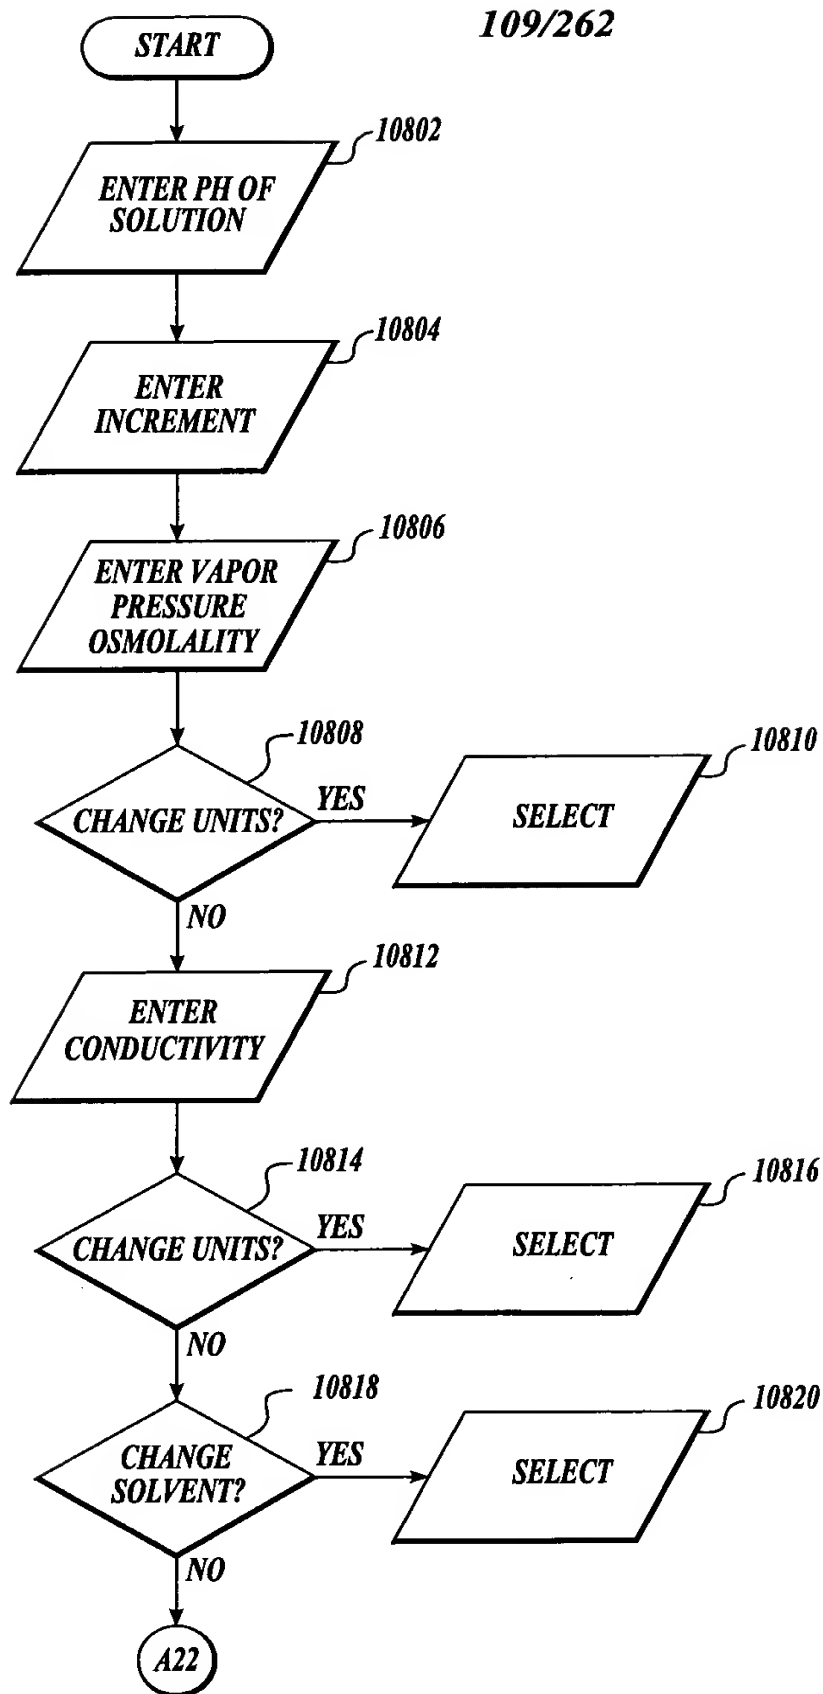 109/262
START
10802
ENTER PH OF
SOLUTION
10804
ENTER
INCREMENT
10806
ENTER VAPOR
PRESSURE
OSMOLALITY
10808
CHANGE UNITS?
YES
10810
SELECT
NO
10812
ENTER
CONDUCTIVITY
10814
CHANGE UNITS?
YES
10816
SELECT
NO
10818
CHANGE
SOLVENT?
YES
10820
SELECT
NO
A22